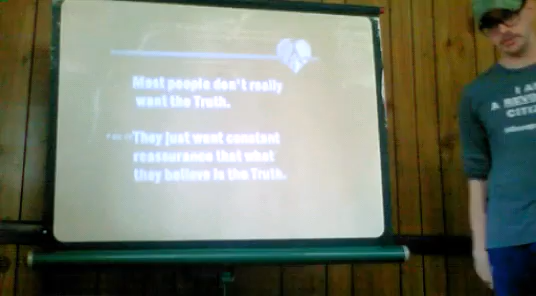 Most people don't really
want the Truth.
They just want constant
reassurance that what
they believe is the Truth.
I A
A
CITIZ